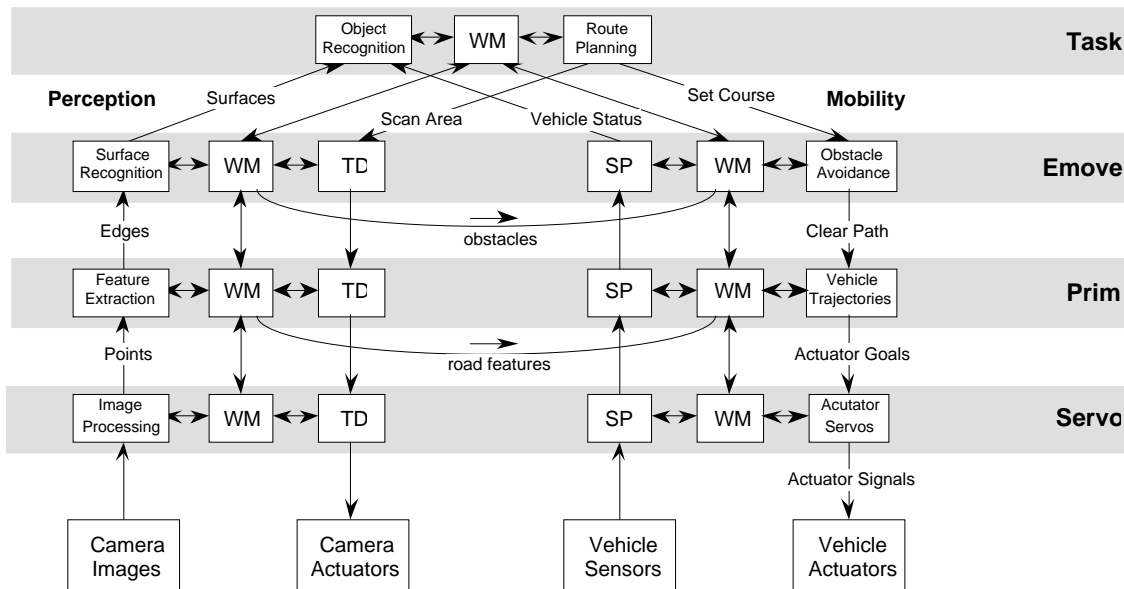 Object
Recognition
WM
Route
Planning
Task
Perception
Surfaces
Set Course
Mobility
Scan Area
Vehicle Status
Surface
Recognition
WM
TD
SP
WM
Obstacle
Avoidance
Emove
Edges
obstacles
Clear Path
Feature
Extraction
WM
TD
SP
WM
Vehicle
Trajectories
Prim
Points
road features
Actuator Goals
Image
Processing
WM
TD
SP
WM
Acutator
Servos
Servo
Actuator Signals
Camera
Images
Camera
Actuators
Vehicle
Sensors
Vehicle
Actuators